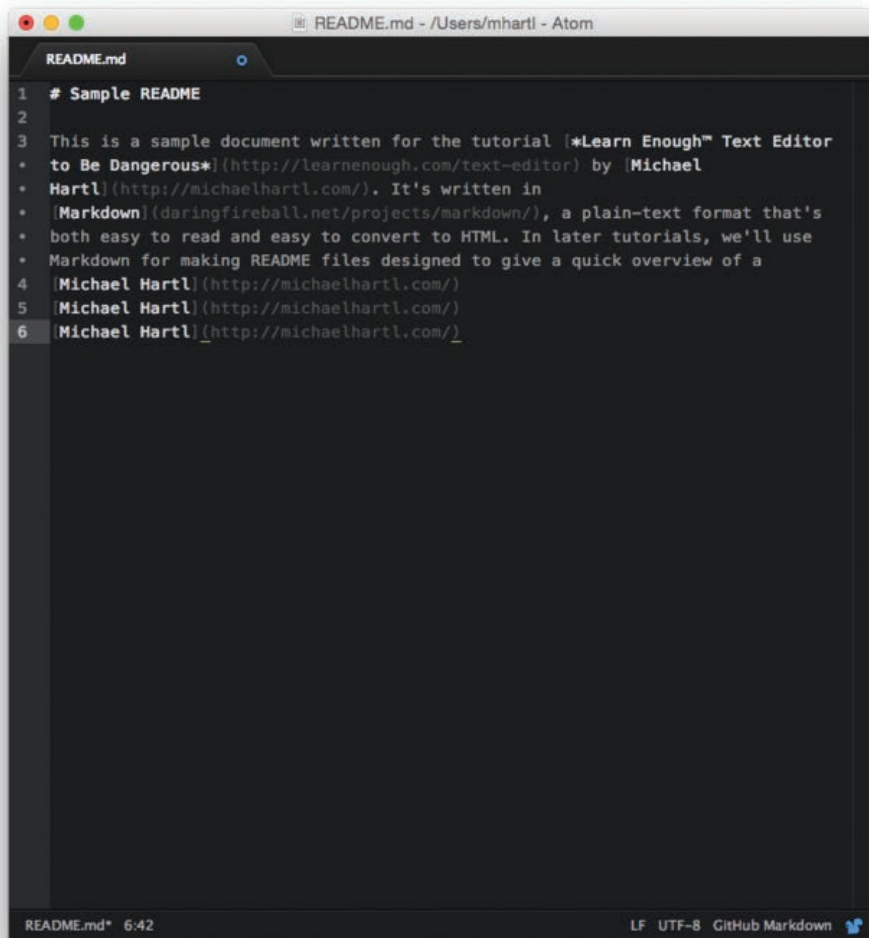 README.md - /Users/mhartl - Atom
README.md
1 # Sample README
2
3 This is a sample document written for the tutorial [*Learn Enough™ Text Editor
• to Be Dangerous*](http://learnenough.com/text-editor) by [Michael
• Hartl](http://michaelhartl.com/). It's written in
• [Markdown](daringfireball.net/projects/markdown/), a plain-text format that's
• both easy to read and easy to convert to HTML. In later tutorials, we'll use
• Markdown for making README files designed to give a quick overview of a
4 [Michael Hartl](http://michaelhartl.com/)
5 [Michael Hartl](http://michaelhartl.com/)
6 [Michael Hartl](http://michaelhartl.com/)
README.md* 6:42 LF UTF-8 GitHub Markdown